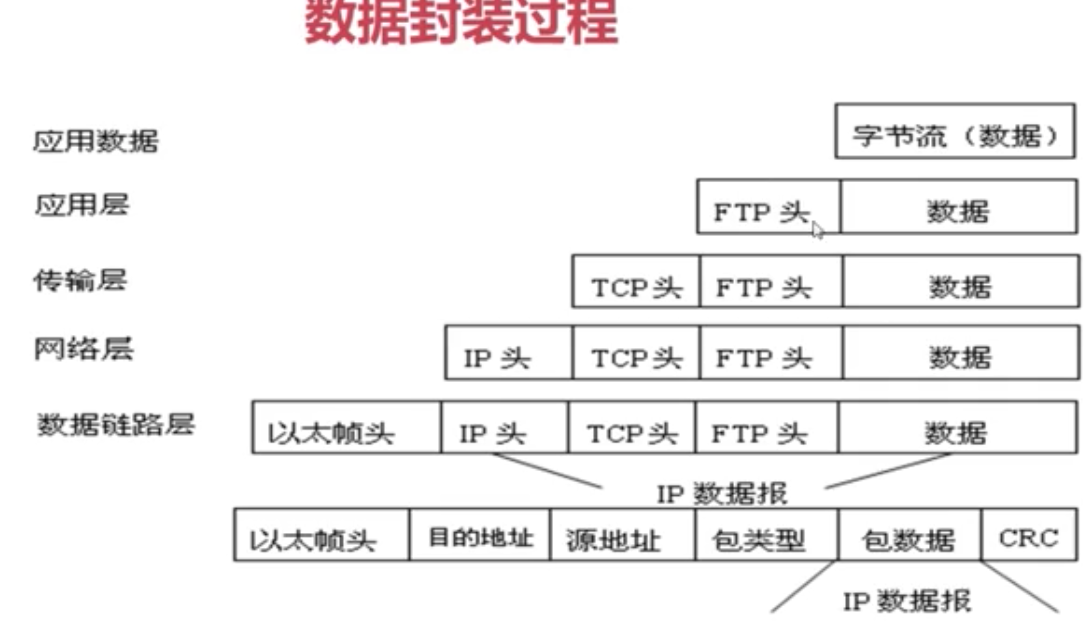 数据封装过程
应用数据 字节流（数据）
应用层 FTP 头 数据
传输层 TCP头 FTP 头 数据
网络层 IP 头 TCP头 FTP 头 数据
数据链路层 以太帧头 IP 头 TCP头 FTP 头 数据
IP 数据报
以太帧头 目的地址 源地址 包类型 包数据 CRC
IP 数据报